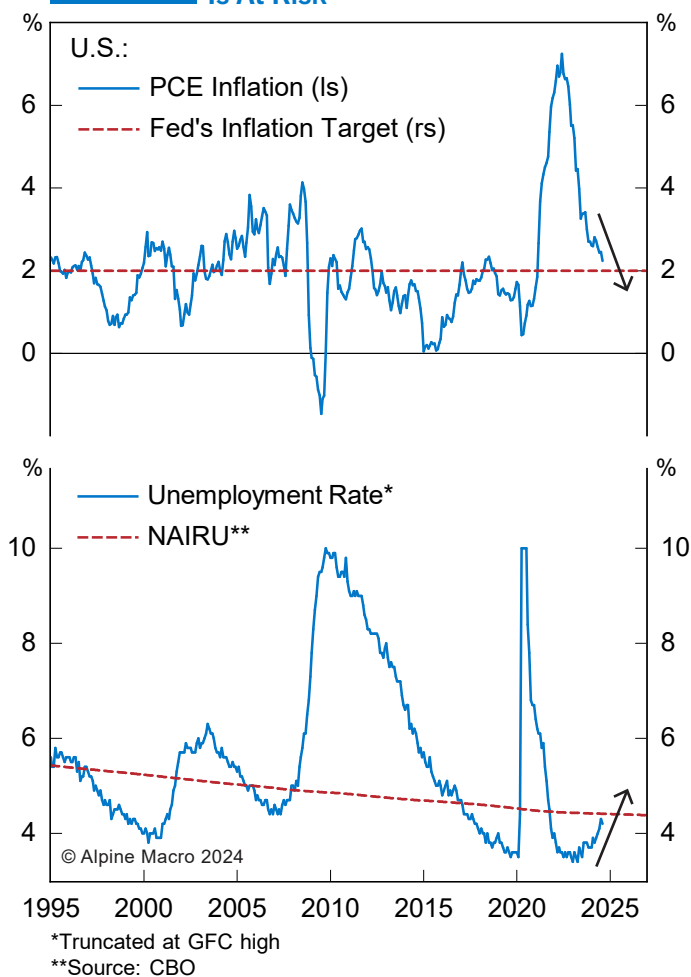 Is At Risk
% %
U.S.:
PCE Inflation (ls)
Fed's Inflation Target (rs)
6 6
4 4
2 2
0 0
% %
Unemployment Rate*
NAIRU**
10 10
8 8
6 6
4 4
© Alpine Macro 2024
1995 2000 2005 2010 2015 2020 2025
*Truncated at GFC high
**Source: CBO